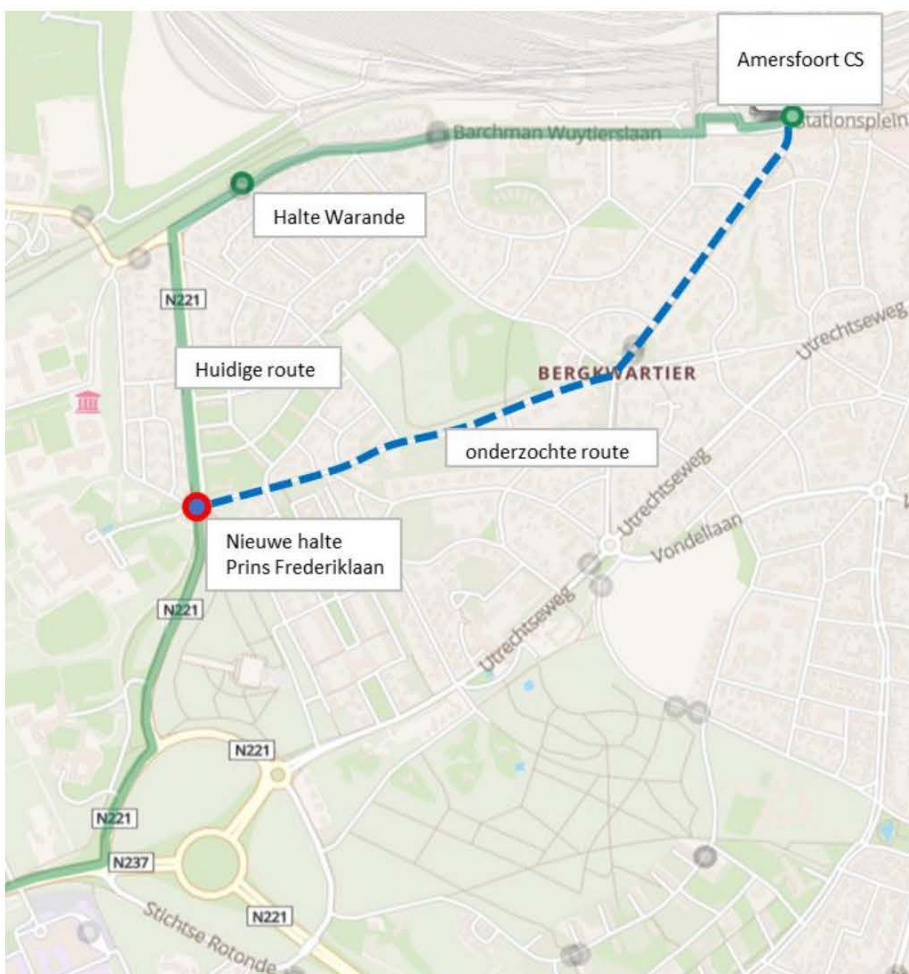 Amersfoort CS
Stationsplein
Barchman Wuytierslaan
Halte Warande
N221
Utrechtseweg
Huidige route
BERGKWARTIER
onderzochte route
Utrechtseweg
Nieuwe halte
Prins Frederiklaan
Vondellaan
N221
Utrechtseweg
N221
N221
N237
N221
Stichtse Rotonde